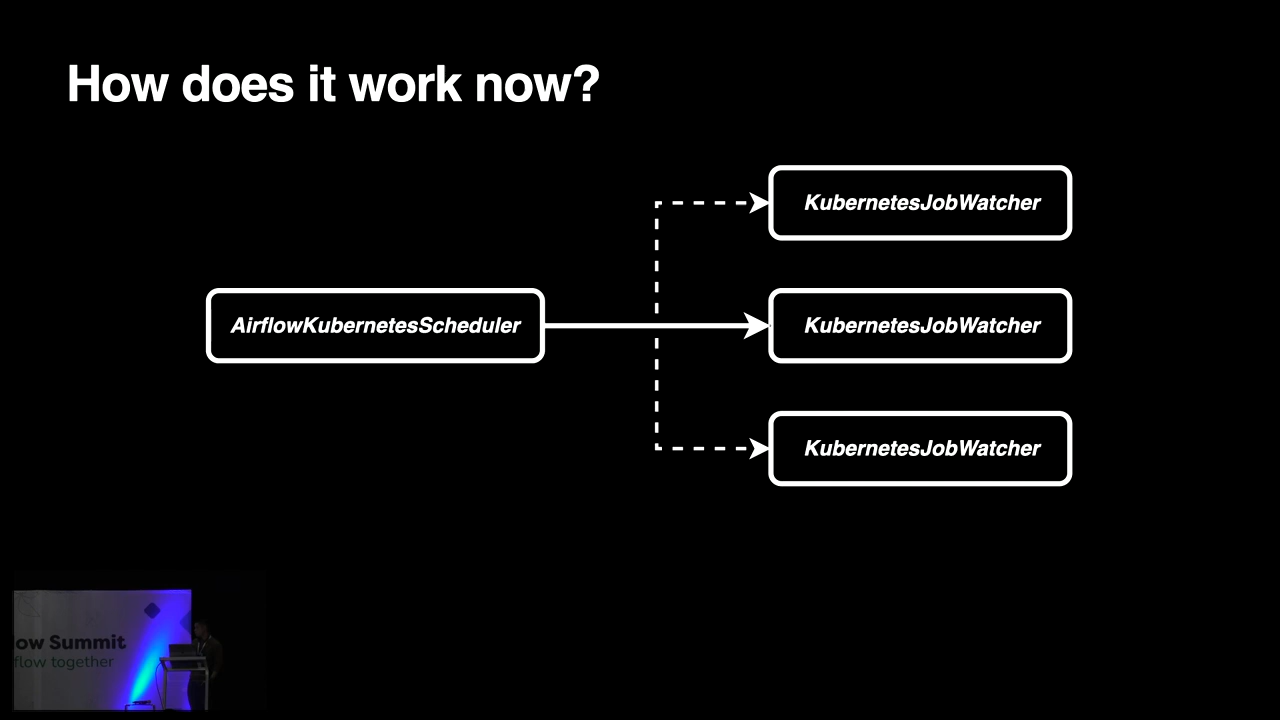 How does it work now?
KubernetesJobWatcher
AirflowKubernetesScheduler
KubernetesJobWatcher
KubernetesJobWatcher
ow Summit
flow together